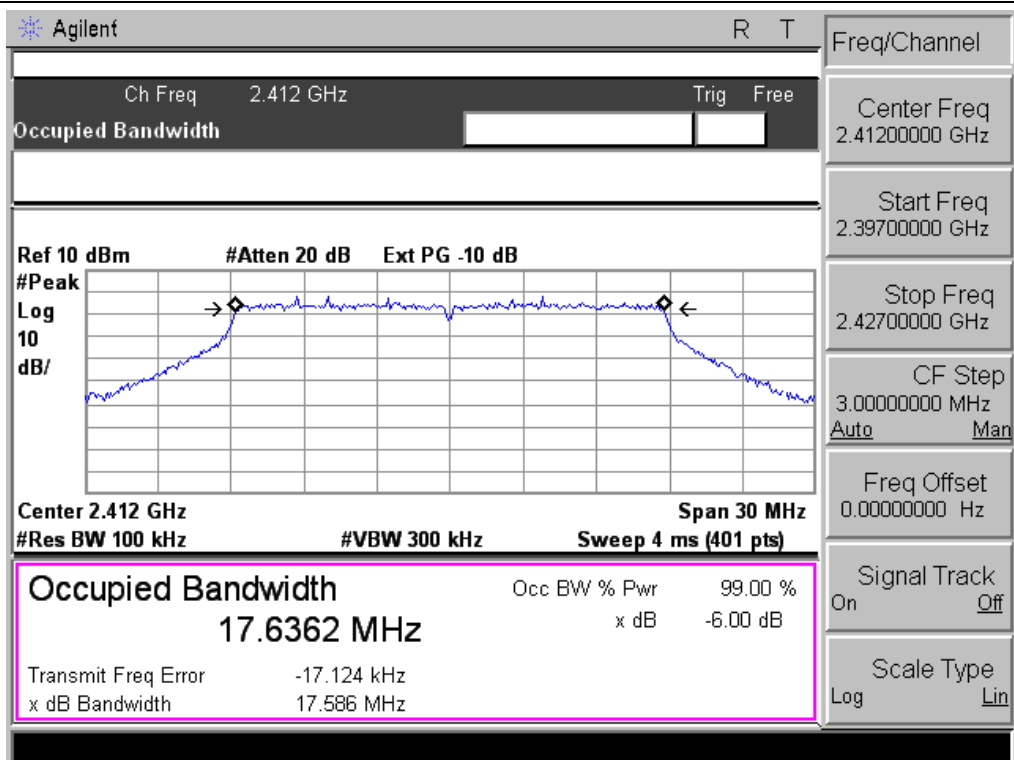 Agilent R T
Ch Freq 2.412 GHz Trig Free
Occupied Bandwidth
Ref 10 dBm #Atten 20 dB Ext PG -10 dB
#Peak
Log
10
dB/
Center 2.412 GHz Span 30 MHz
#Res BW 100 kHz #VBW 300 kHz Sweep 4 ms (401 pts)
Occupied Bandwidth
17.6362 MHz
Occ BW % Pwr 99.00 %
x dB -6.00 dB
Transmit Freq Error -17.124 kHz
x dB Bandwidth 17.586 MHz
Freq/Channel
Center Freq
2.41200000 GHz
Start Freq
2.39700000 GHz
Stop Freq
2.42700000 GHz
CF Step
3.00000000 MHz
Auto Man
Freq Offset
0.00000000 Hz
Signal Track
On Off
Scale Type
Log Lin